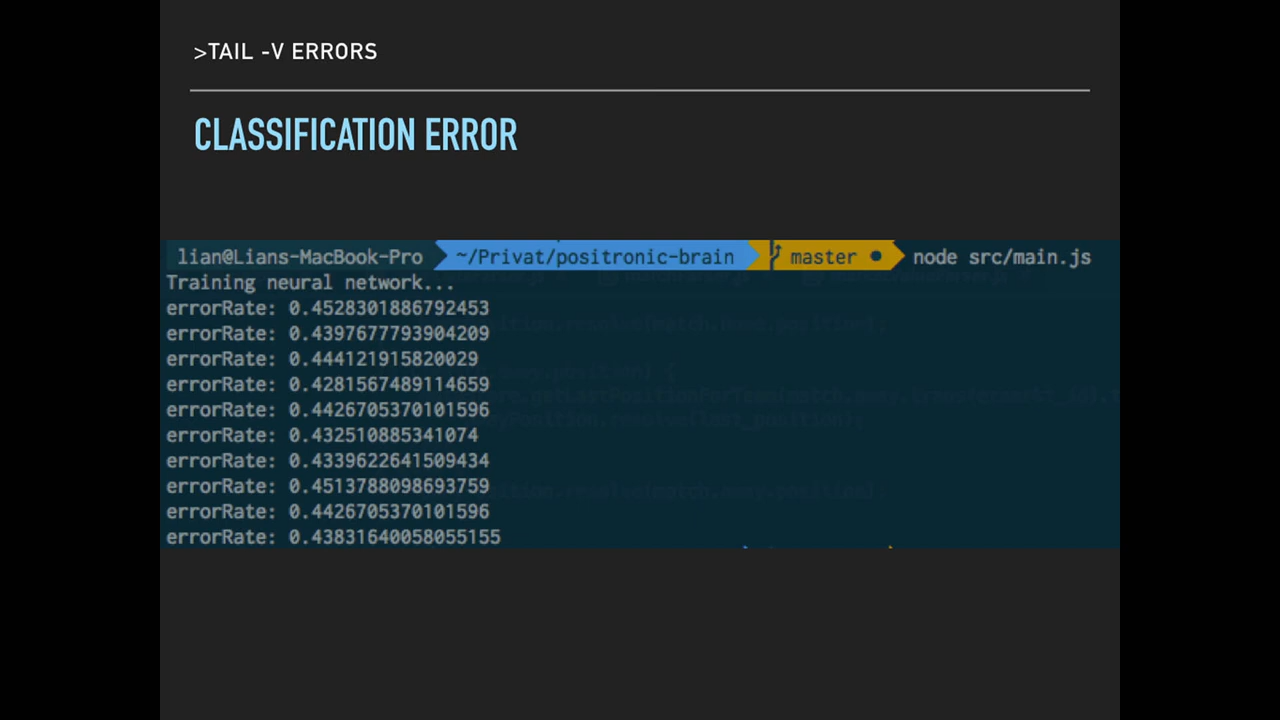 >TAIL -V ERRORS
CLASSIFICATION ERROR
lian@Lians-MacBook-Pro ~/Privat/positronic-brain master ● node src/main.js
Training neural network...
errorRate: 0.4528301886792453
errorRate: 0.4397677793904209
errorRate: 0.444121915820029
errorRate: 0.4281567489114659
errorRate: 0.4426705370101596
errorRate: 0.432510885341074
errorRate: 0.4339622641509434
errorRate: 0.4513788098693759
errorRate: 0.4426705370101596
errorRate: 0.438316400580551​55